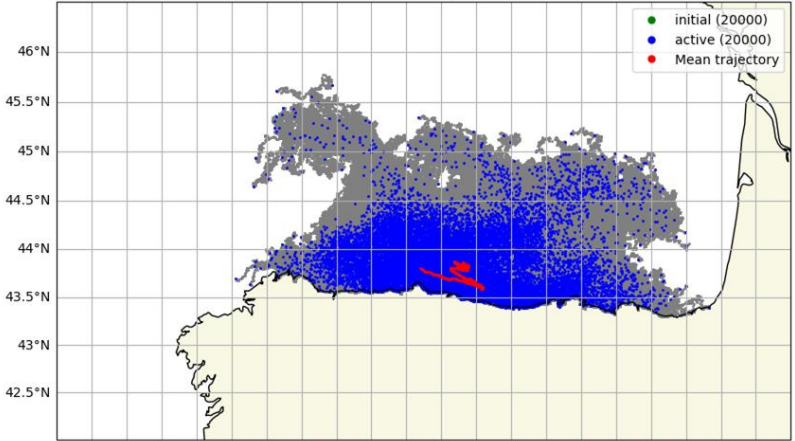 initial (20000)
active (20000)
Mean trajectory
46°N
45.5°N
45°N
44.5°N
44°N
43.5°N
43°N
42.5°N